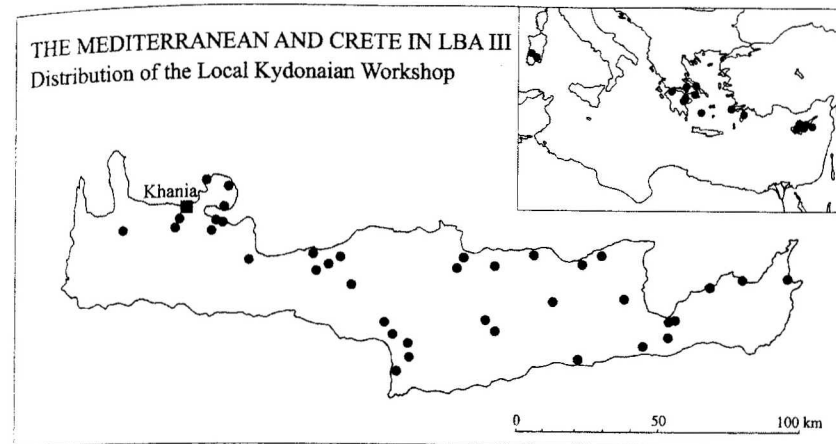 THE MEDITERRANEAN AND CRETE IN LBA III
Distribution of the Local Kydonaian Workshop
Khania
0 50 100 km